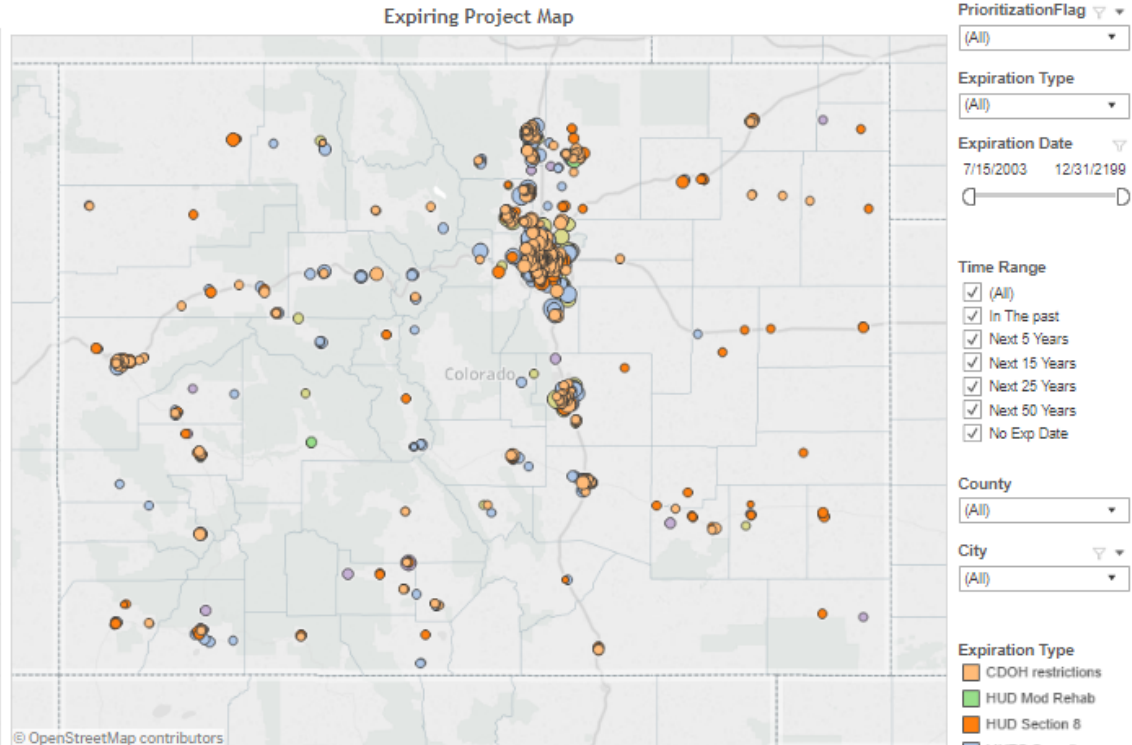 Expiring Project Map
PrioritizationFlag
(All)
Expiration Type
(All)
Expiration Date
7/15/2003 12/31/2199
Time Range
(All)
In The past
Next 5 Years
Next 15 Years
Next 25 Years
Next 50 Years
No Exp Date
County
(All)
City
(All)
Expiration Type
CDOH restrictions
HUD Mod Rehab
HUD Section 8
Colorado
© OpenStreetMap contributors